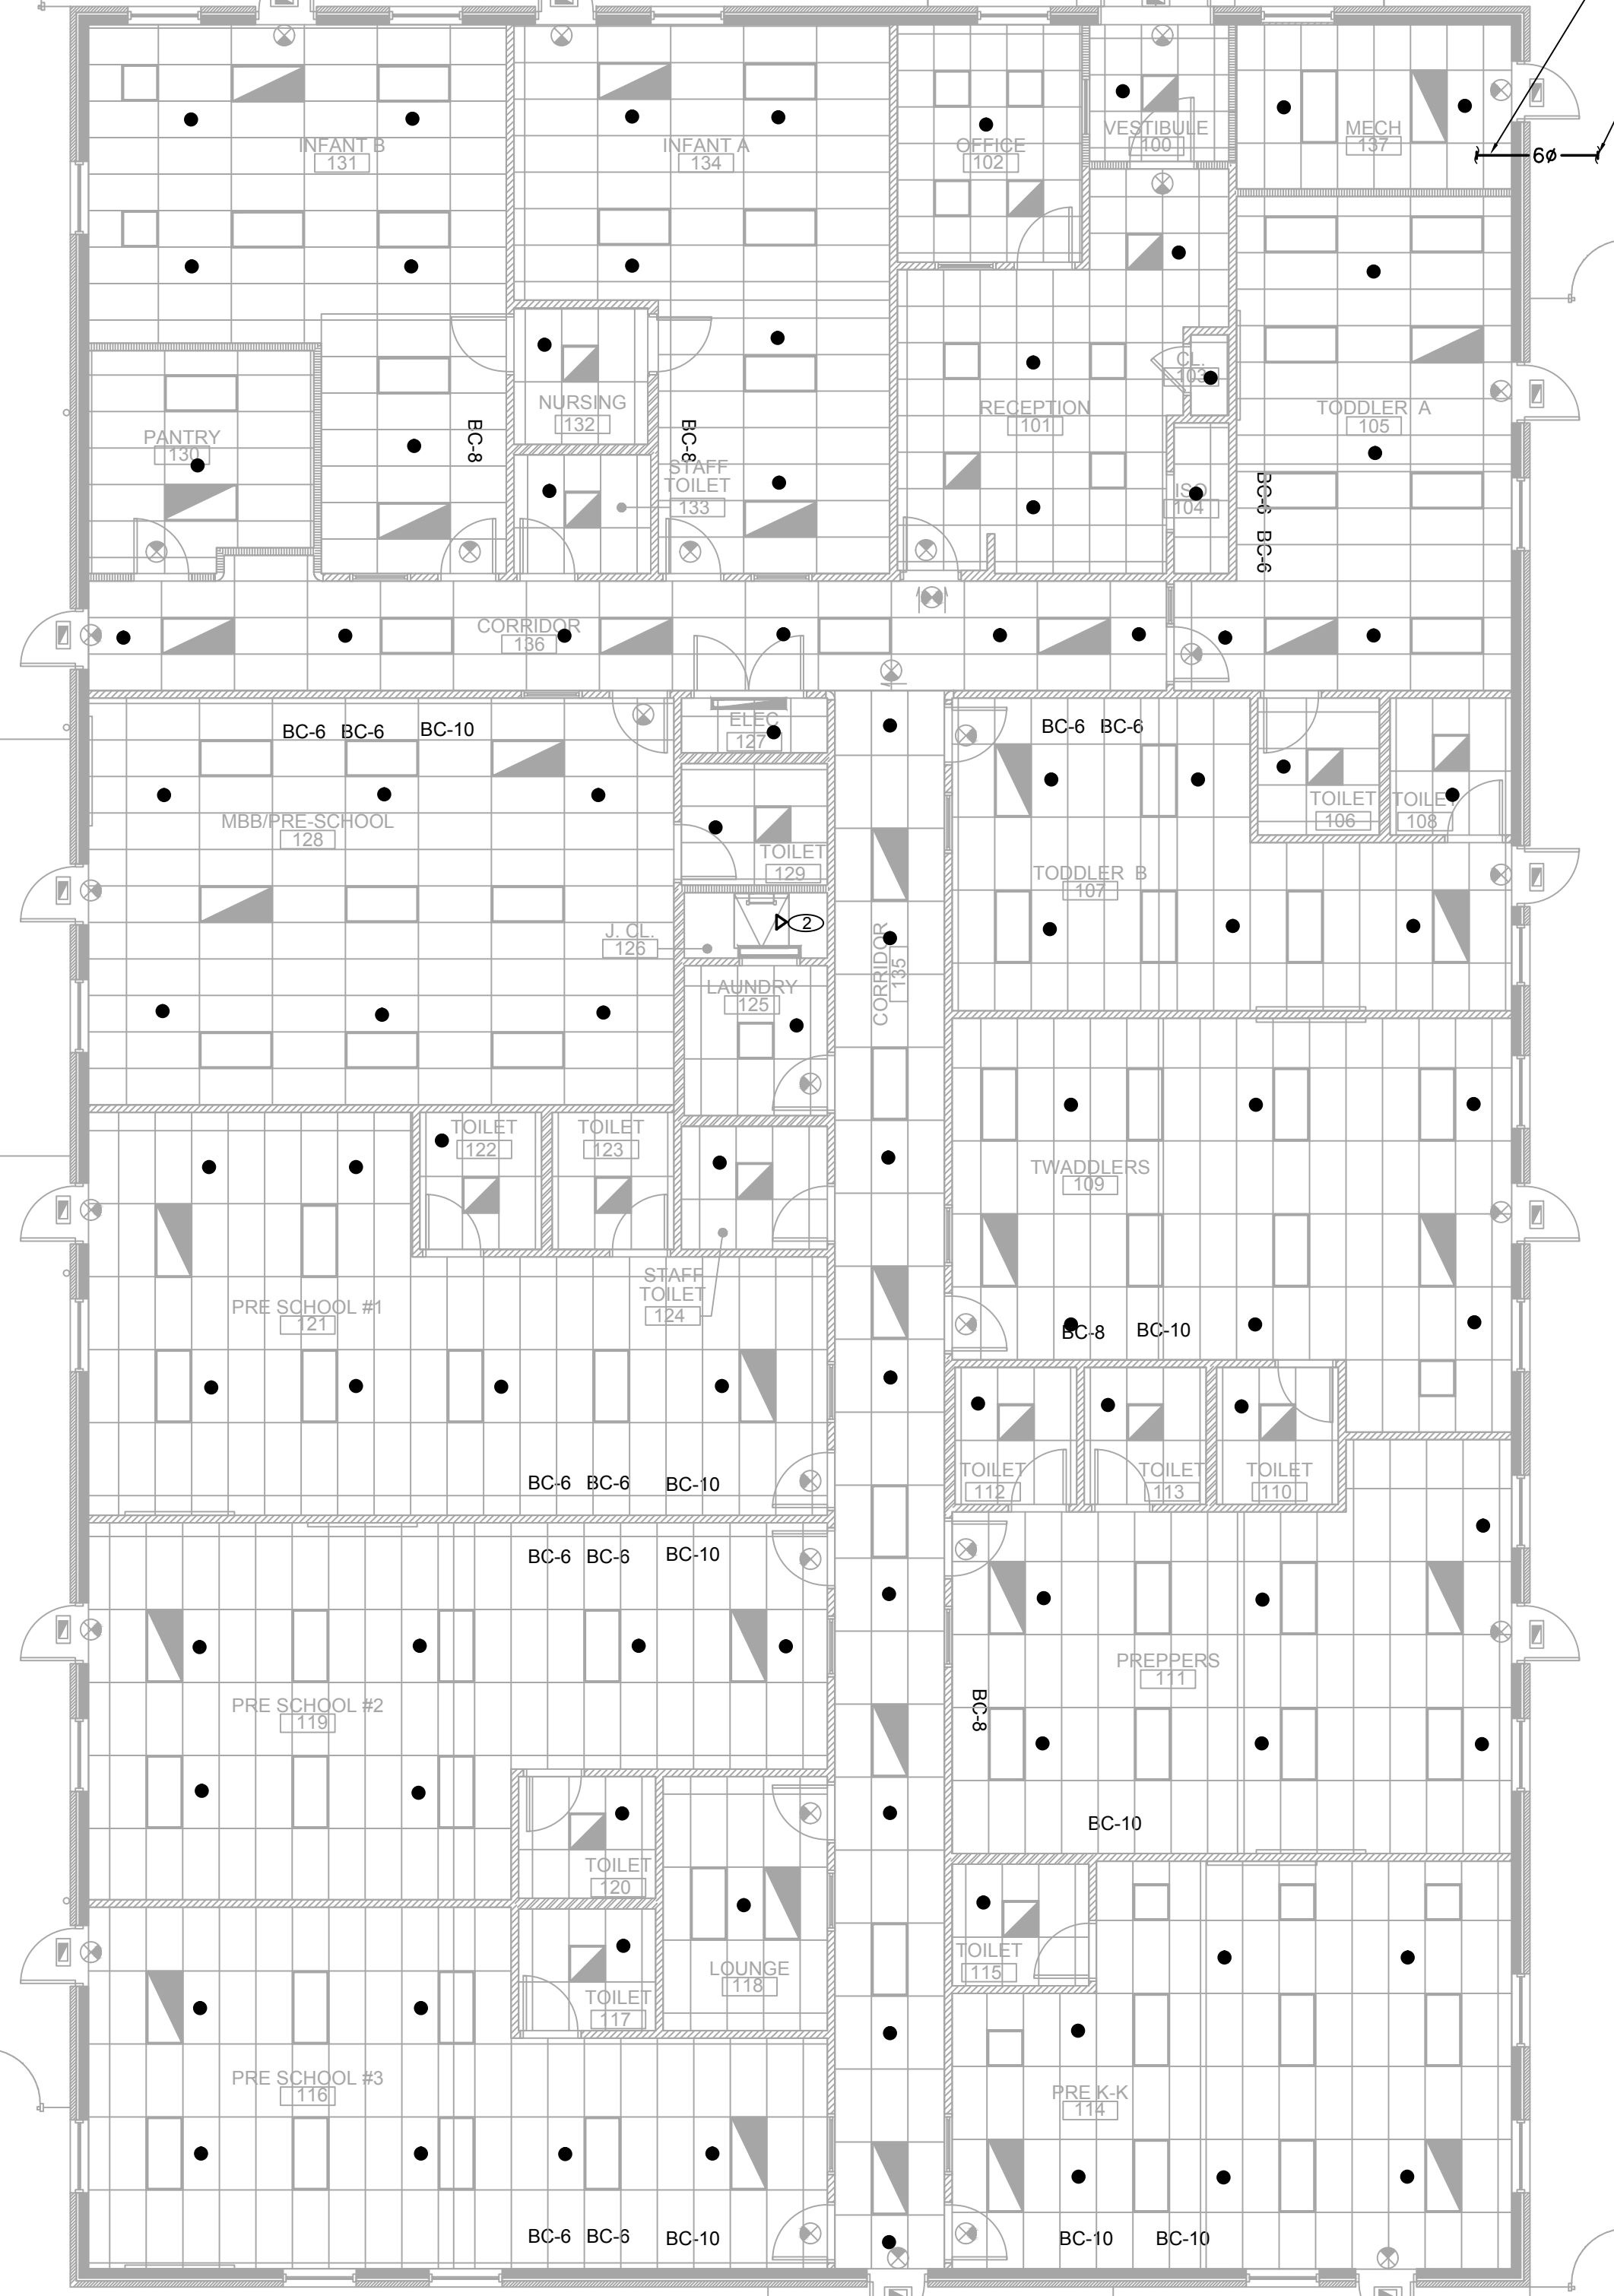 INFANT B
131
INFANT A
134
OFFICE
102
VESTIBULE
100
MECH
137
6ø
PANTRY
130
BC-8
NURSING
132
BC-8
STAFF
TOILET
133
RECEPTION
101
CL.
103
ISO
104
TODDLER A
105
BC-6 BC-6
CORRIDOR
136
BC-6 BC-6 BC-10
MBB/PRE-SCHOOL
128
ELEC
127
TOILET
129
2
J. CL.
126
LAUNDRY
125
CORRIDOR
135
BC-6 BC-6
TOILET
106
TOILET
108
TODDLER B
107
TWADDLERS
109
BC-8 BC-10
TOILET
122
TOILET
123
STAFF
TOILET
124
PRE SCHOOL #1
121
BC-6 BC-6 BC-10
TOILET
112
TOILET
113
TOILET
110
BC-6 BC-6 BC-10
PRE SCHOOL #2
119
PREPPERS
111
BC-8
BC-10
TOILET
120
TOILET
117
LOUNGE
118
TOILET
115
PRE SCHOOL #3
116
PRE K-K
114
BC-6 BC-6 BC-10
BC-10 BC-10